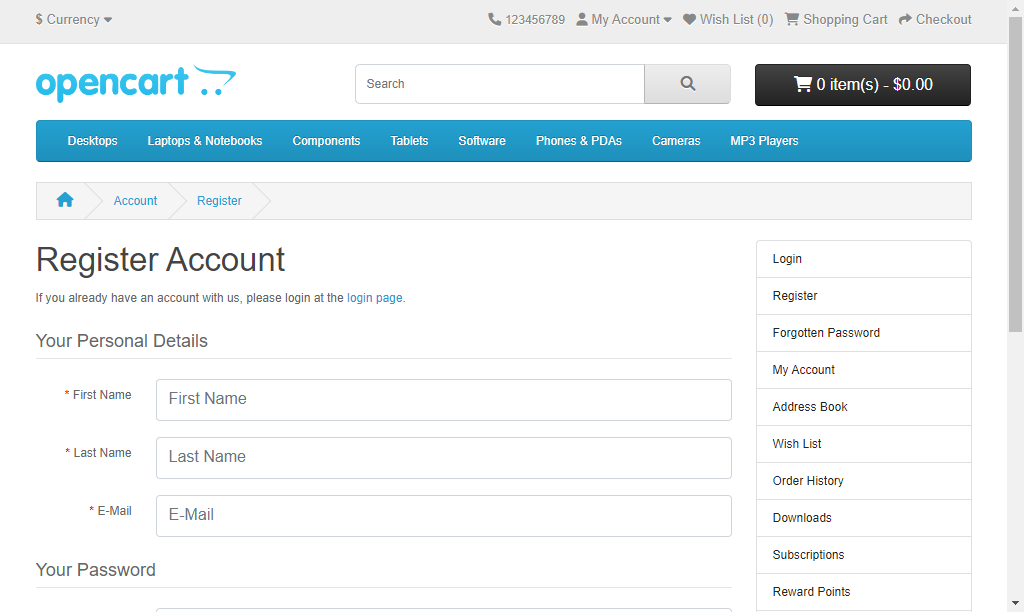 $ Currency
123456789 My Account Wish List (0) Shopping Cart Checkout
opencart
Search
0 item(s) - $0.00
Desktops Laptops & Notebooks Components Tablets Software Phones & PDAs Cameras MP3 Players
Account Register
Register Account
If you already have an account with us, please login at the login page.
Your Personal Details
* First Name First Name
* Last Name Last Name
* E-Mail E-Mail
Your Password
Login
Register
Forgotten Password
My Account
Address Book
Wish List
Order History
Downloads
Subscriptions
Reward Points